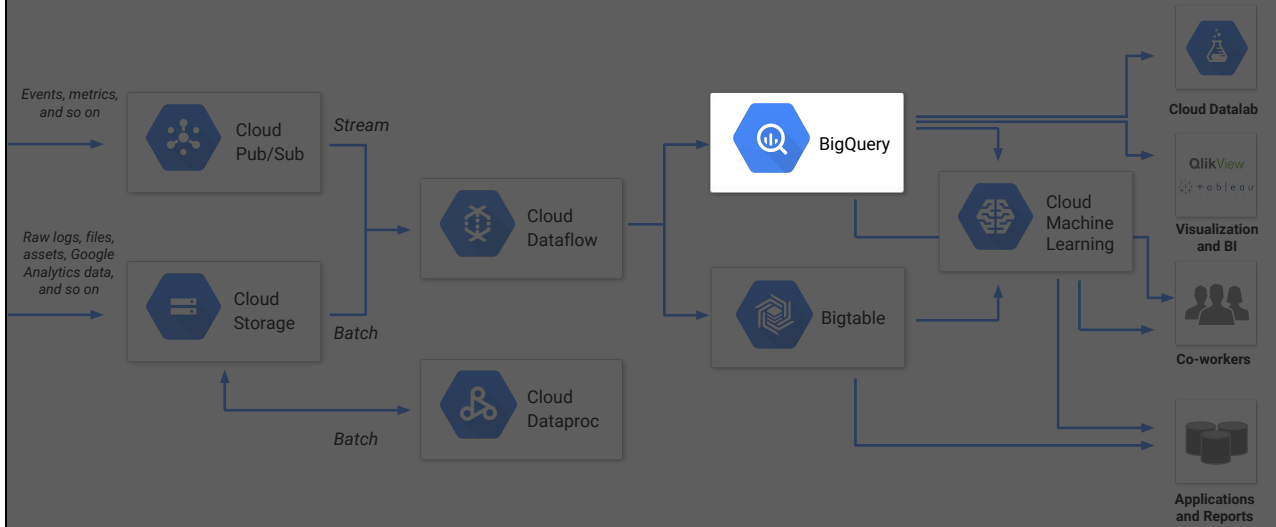 Events, metrics,
and so on
Cloud
Pub/Sub
Stream
Raw logs, files,
assets, Google
Analytics data,
and so on
Cloud
Storage
Batch
Cloud
Dataflow
Batch
Cloud
Dataproc
BigQuery
Bigtable
Cloud
Machine
Learning
Cloud Datalab
QlikView
+ableau
Visualization
and BI
Co-workers
Applications
and Reports